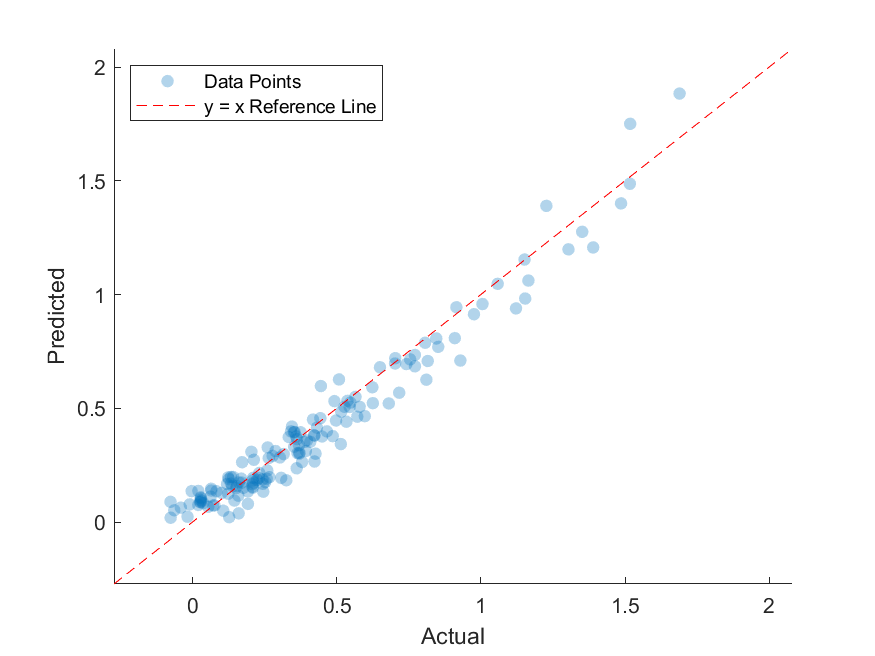 2
1.5
1
0.5
0
Predicted
Data Points
y = x Reference Line
0
0.5
1
1.5
2
Actual